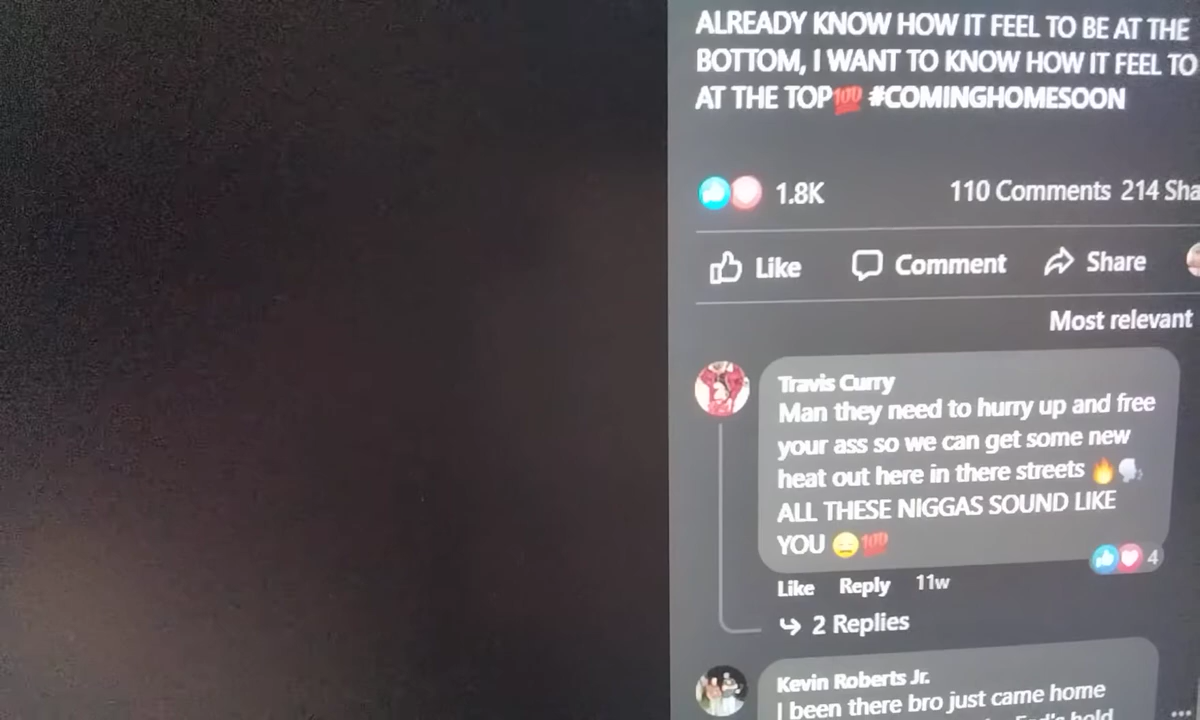 ALREADY KNOW HOW IT FEEL TO BE AT THE
BOTTOM, I WANT TO KNOW HOW IT FEEL TO
AT THE TOP💯 #COMINGHOMESOON
1.8K
110 Comments 214 Sha
Like
Comment
Share
Most relevant
Travis Curry
Man they need to hurry up and free
your ass so we can get some new
heat out here in there streets 🔥🗣
ALL THESE NIGGAS SOUND LIKE
YOU 😑💯
4
Like Reply 11w
2 Replies
Kevin Roberts Jr.
I been there bro just came home
hold